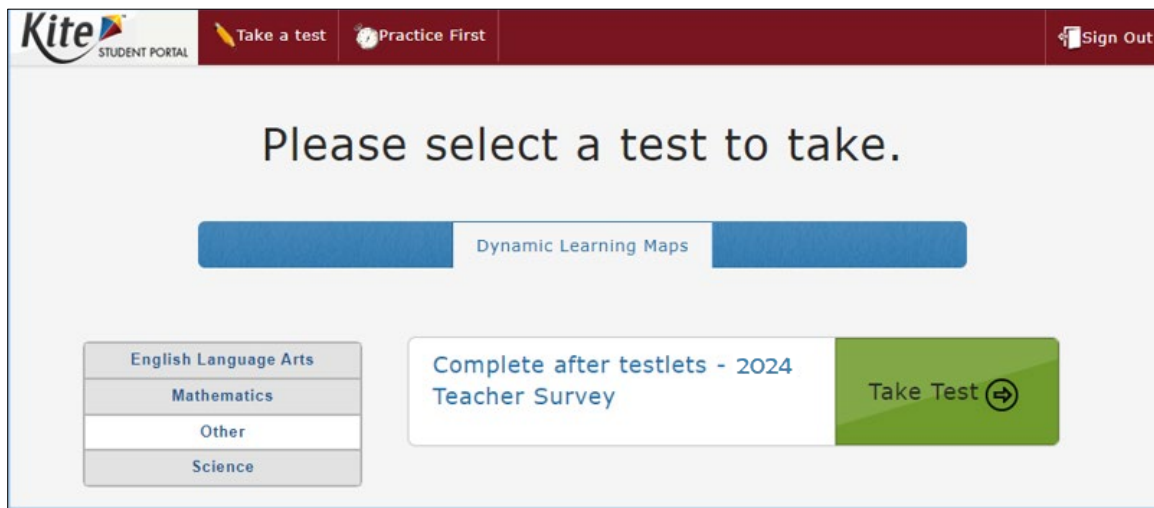 Kite STUDENT PORTAL Take a test Practice First Sign Out
Please select a test to take.
Dynamic Learning Maps
English Language Arts
Mathematics
Other
Science
Complete after testlets - 2024
Teacher Survey
Take Test